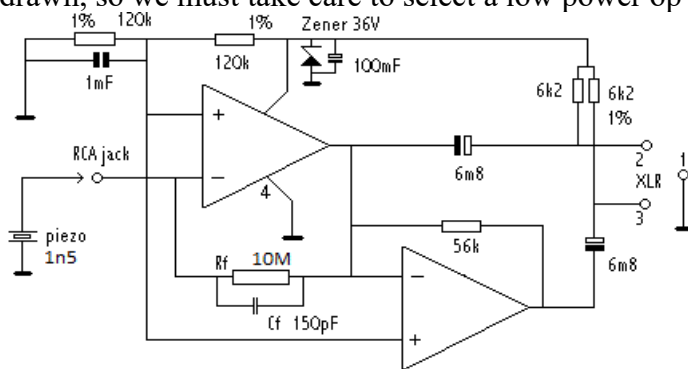 drawn, so we must take care to select a low power op
1% 120k 1% Zener 36V
120k
1mF
100mF
6k2 6k2
1%
+
RCA jack
−
4
6m8
2
XLR
1
3
piezo
1n5
56k
Rf 10M
−
6m8
Cf 150pF
+